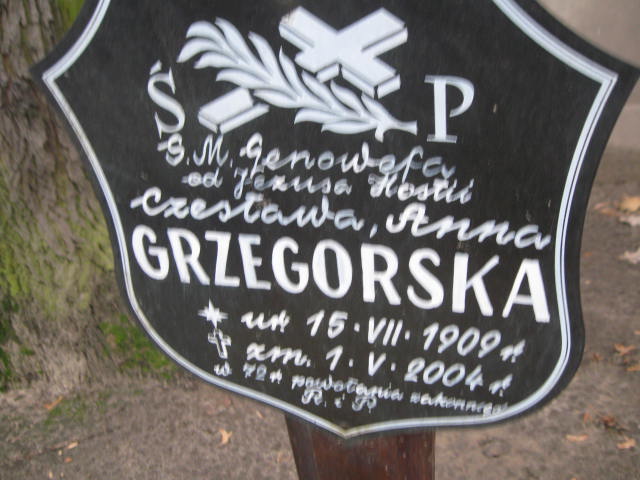 Ś P
S.M. Genowefa
od Jezusa Hostii
Czesława, Anna
GRZEGORSKA
ur. 15·VII·1909 r.
zm. 1·V·2004 r.
w 72 r. powołania zakonnego
R. i P.